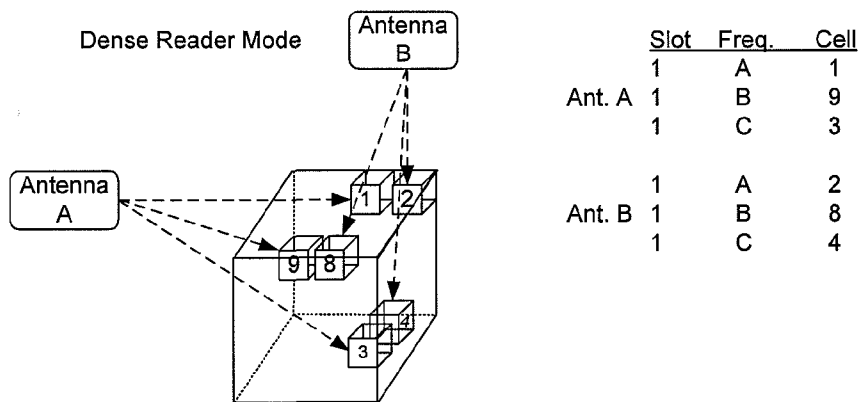 Dense Reader Mode
Antenna
B
Antenna
A
1
2
9
8
4
3
Slot Freq. Cell
1 A 1
Ant. A 1 B 9
1 C 3
1 A 2
Ant. B 1 B 8
1 C 4